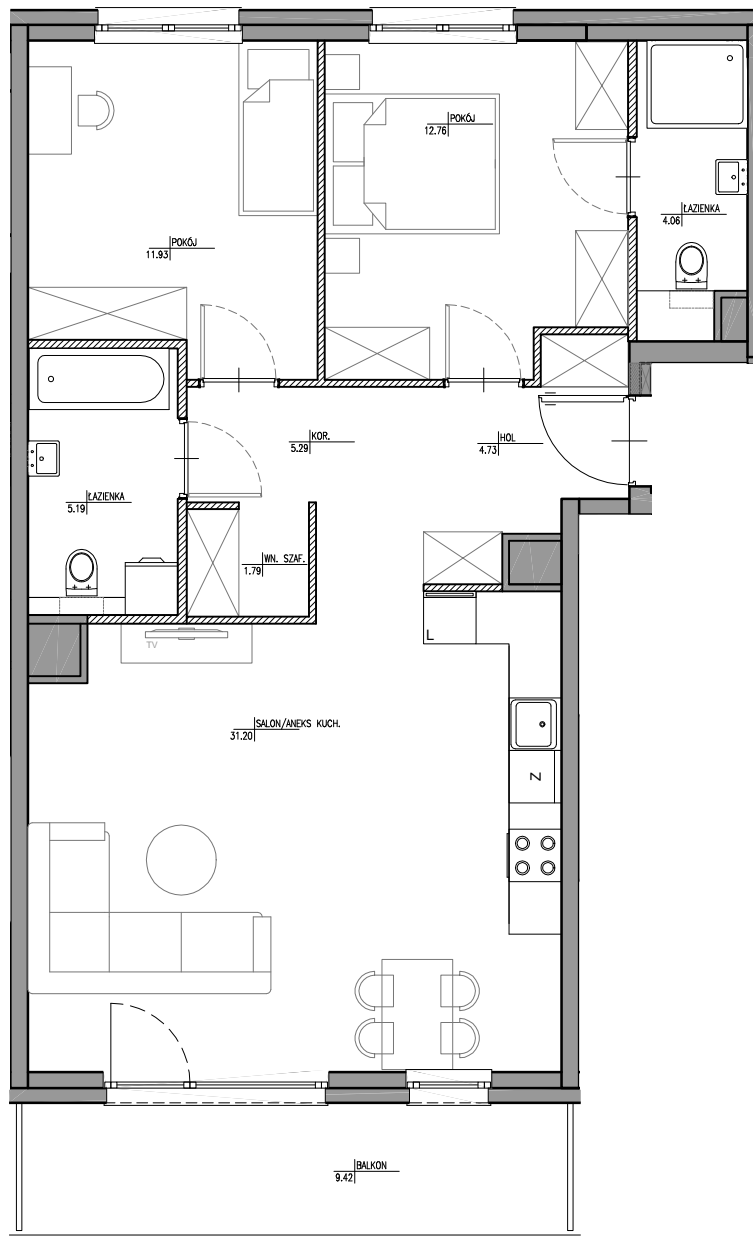 POKÓJ
12.76
ŁAZIENKA
4.06
POKÓJ
11.93
KOR.
5.29
HOL
4.73
ŁAZIENKA
5.19
WN. SZAF.
1.79
L
TV
SALON/ANEKS KUCH.
31.20
Z
BALKON
9.42